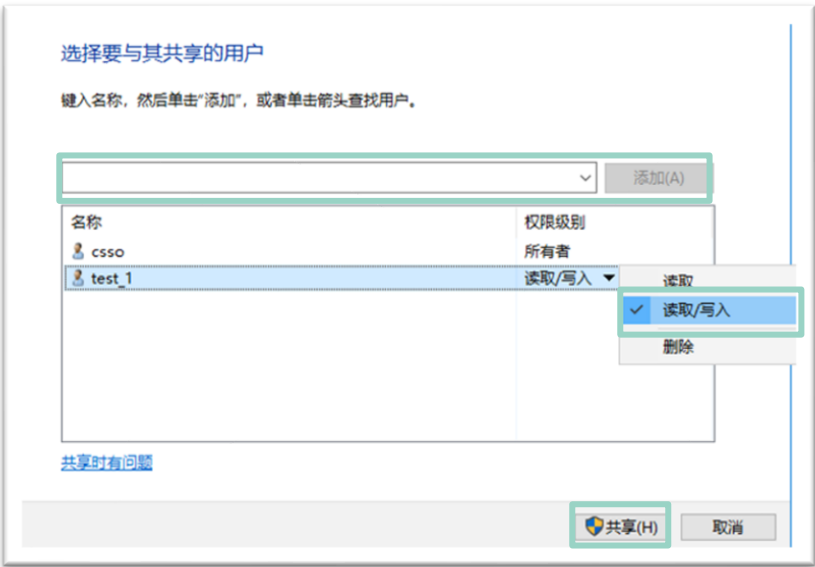 选择要与其共享的用户
键入名称，然后单击"添加"，或者单击箭头查找用户。
添加(A)
名称 权限级别
csso 所有者
test_1 读取/写入
读取
读取/写入
删除
共享时有问题
共享(H) 取消